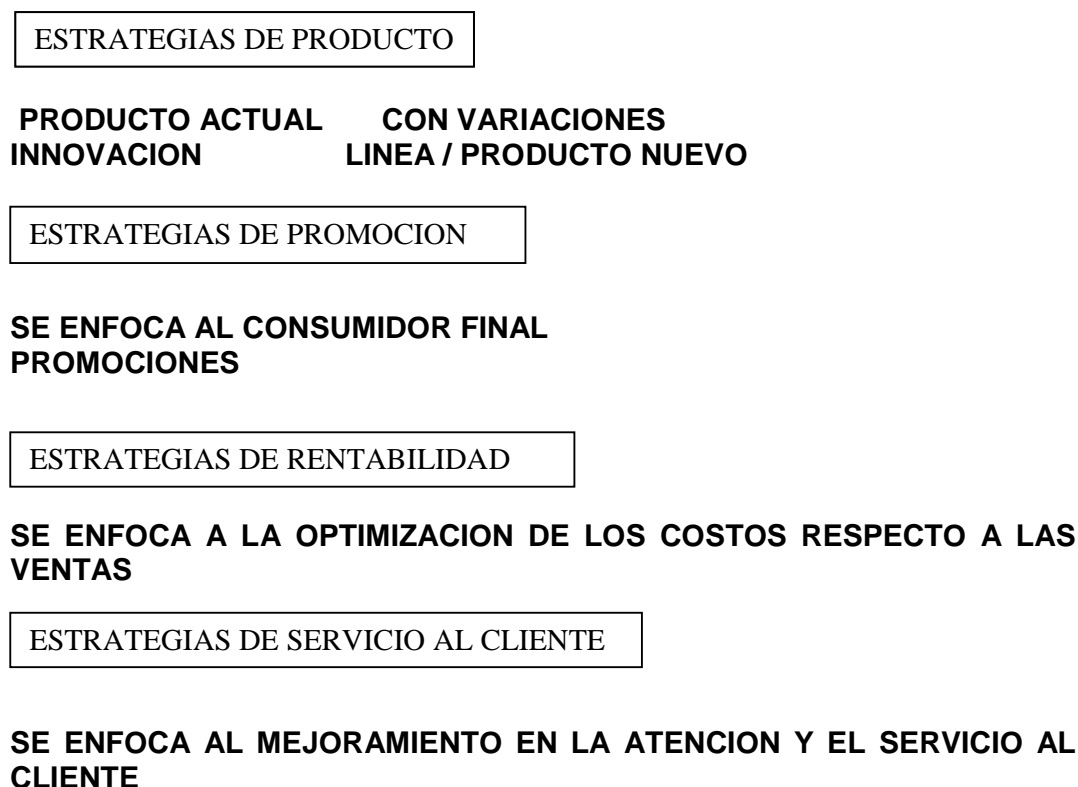 ESTRATEGIAS DE PRODUCTO
PRODUCTO ACTUAL CON VARIACIONES
INNOVACION LINEA / PRODUCTO NUEVO
ESTRATEGIAS DE PROMOCION
SE ENFOCA AL CONSUMIDOR FINAL
PROMOCIONES
ESTRATEGIAS DE RENTABILIDAD
SE ENFOCA A LA OPTIMIZACION DE LOS COSTOS RESPECTO A LAS
VENTAS
ESTRATEGIAS DE SERVICIO AL CLIENTE
SE ENFOCA AL MEJORAMIENTO EN LA ATENCION Y EL SERVICIO AL
CLIENTE